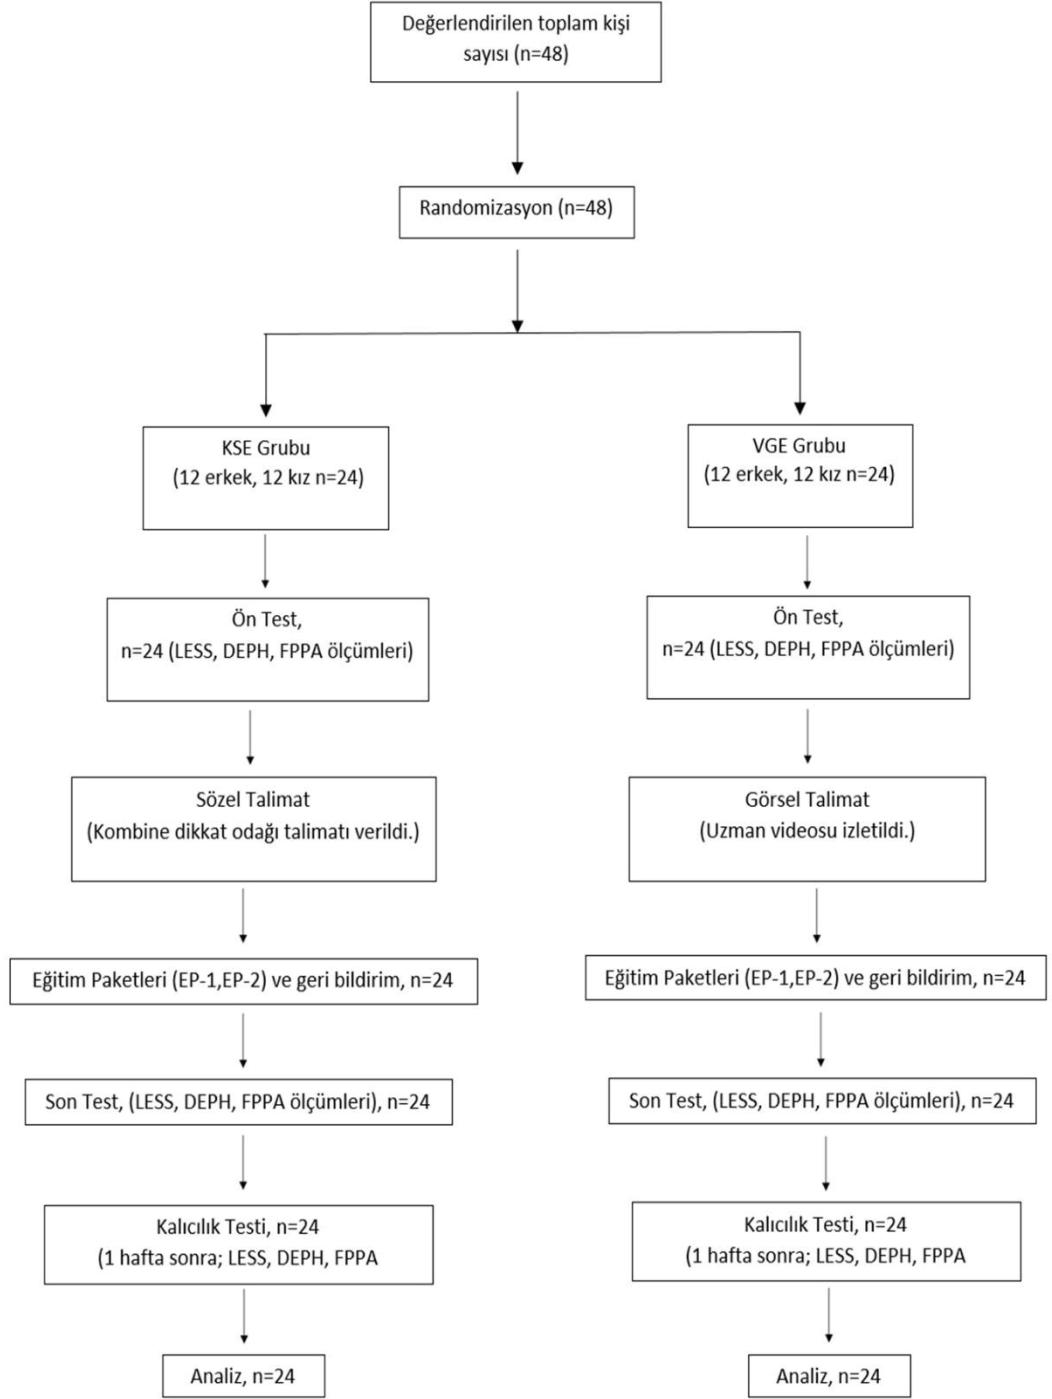 Değerlendirilen toplam kişi
sayısı (n=48)
Randomizasyon (n=48)
KSE Grubu
(12 erkek, 12 kız n=24)
VGE Grubu
(12 erkek, 12 kız n=24)
Ön Test,
n=24 (LESS, DEPH, FPPA ölçümleri)
Ön Test,
n=24 (LESS, DEPH, FPPA ölçümleri)
Sözel Talimat
(Kombine dikkat odağı talimatı verildi.)
Görsel Talimat
(Uzman videosu izletildi.)
Eğitim Paketleri (EP-1,EP-2) ve geri bildirim, n=24
Eğitim Paketleri (EP-1,EP-2) ve geri bildirim, n=24
Son Test, (LESS, DEPH, FPPA ölçümleri), n=24
Son Test, (LESS, DEPH, FPPA ölçümleri), n=24
Kalıcılık Testi, n=24
(1 hafta sonra; LESS, DEPH, FPPA
Kalıcılık Testi, n=24
(1 hafta sonra; LESS, DEPH, FPPA
Analiz, n=24
Analiz, n=24